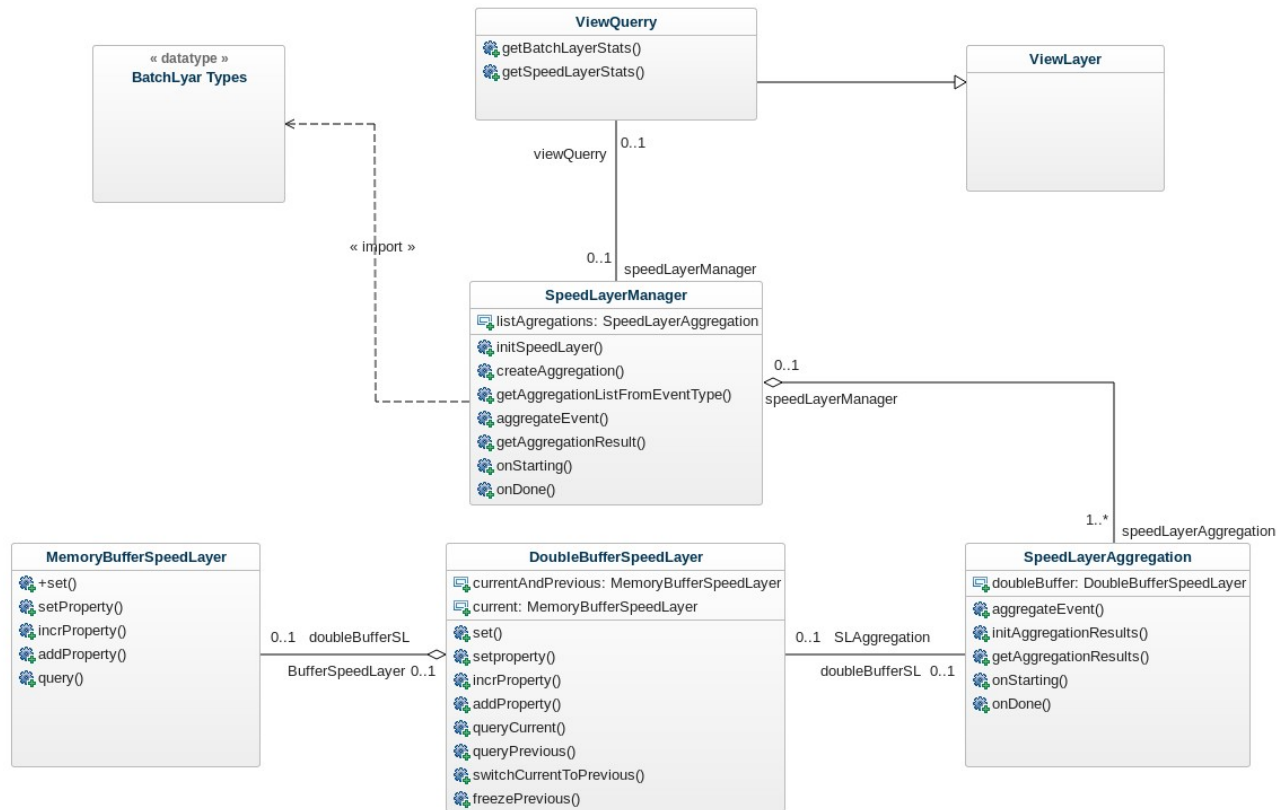 ViewQuerry
getBatchLayerStats()
getSpeedLayerStats()
« datatype »
BatchLyar Types
ViewLayer
0..1
viewQuerry
« import »
0..1
speedLayerManager
SpeedLayerManager
listAgregations: SpeedLayerAggregation
initSpeedLayer()
createAggregation()
getAggregationListFromEventType()
aggregateEvent()
getAggregationResult()
onStarting()
onDone()
0..1
speedLayerManager
1..*
speedLayerAggregation
MemoryBufferSpeedLayer
+set()
setProperty()
incrProperty()
addProperty()
query()
0..1 doubleBufferSL
BufferSpeedLayer 0..1
DoubleBufferSpeedLayer
currentAndPrevious: MemoryBufferSpeedLayer
current: MemoryBufferSpeedLayer
set()
setproperty()
incrProperty()
addProperty()
queryCurrent()
queryPrevious()
switchCurrentToPrevious()
freezePrevious()
0..1 SLAggregation
doubleBufferSL 0..1
SpeedLayerAggregation
doubleBuffer: DoubleBufferSpeedLayer
aggregateEvent()
initAggregationResults()
getAggregationResults()
onStarting()
onDone()